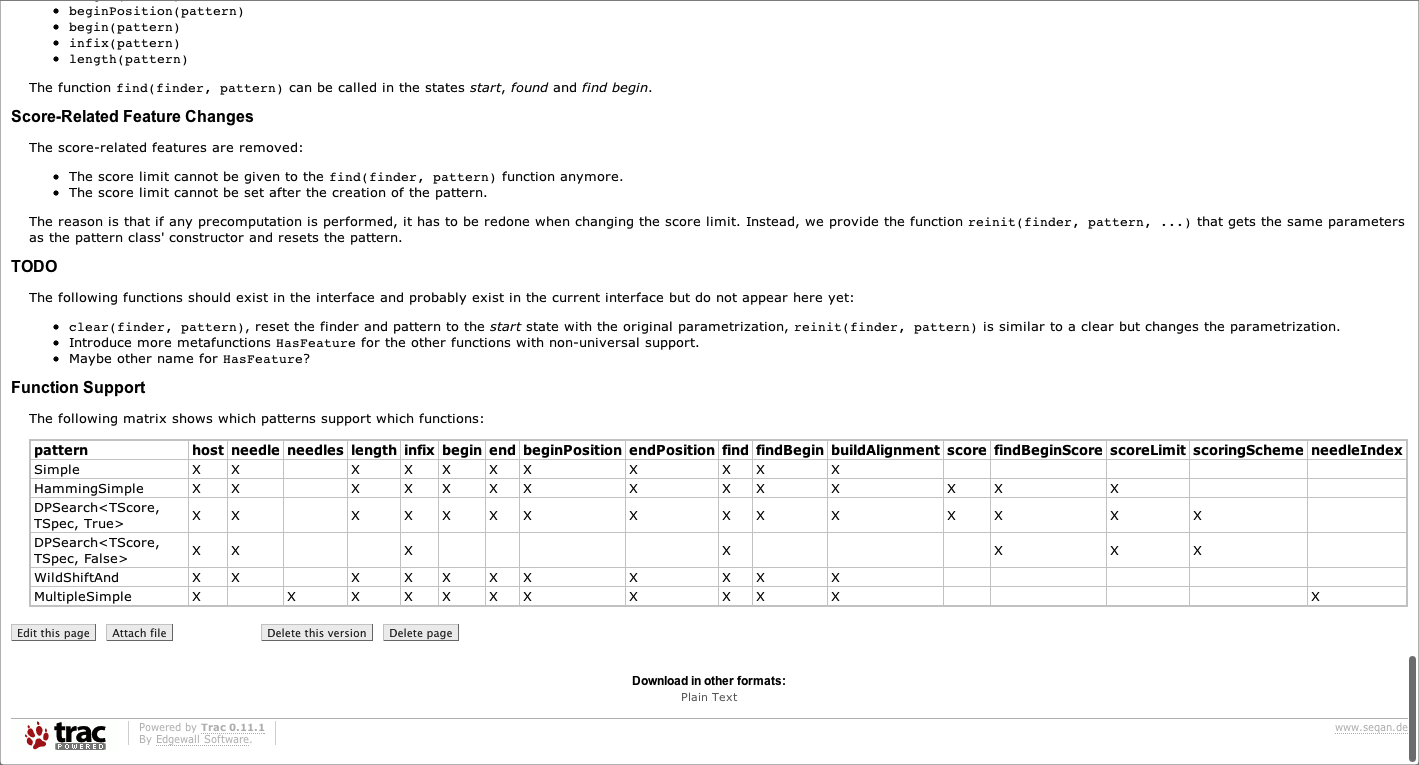 • beginPosition(pattern)
• begin(pattern)
• infix(pattern)
• length(pattern)
The function find(finder, pattern) can be called in the states start, found and find begin.
Score-Related Feature Changes
The score-related features are removed:
• The score limit cannot be given to the find(finder, pattern) function anymore.
• The score limit cannot be set after the creation of the pattern.
The reason is that if any precomputation is performed, it has to be redone when changing the score limit. Instead, we provide the function reinit(finder, pattern, ...) that gets the same parameters
as the pattern class' constructor and resets the pattern.
TODO
The following functions should exist in the interface and probably exist in the current interface but do not appear here yet:
• clear(finder, pattern), reset the finder and pattern to the start state with the original parametrization, reinit(finder, pattern) is similar to a clear but changes the parametrization.
• Introduce more metafunctions HasFeature for the other functions with non-universal support.
• Maybe other name for HasFeature?
Function Support
The following matrix shows which patterns support which functions:
pattern host needle needles length infix begin end beginPosition endPosition find findBegin buildAlignment score findBeginScore scoreLimit scoringScheme needleIndex
Simple X X X X X X X X X X X
HammingSimple X X X X X X X X X X X X X X
DPSearch<TScore,
TSpec, True> X X X X X X X X X X X X X X X
DPSearch<TScore,
TSpec, False> X X X X X X X
WildShiftAnd X X X X X X X X X X X
MultipleSimple X X X X X X X X X X X X
Edit this page Attach file Delete this version Delete page
Download in other formats:
Plain Text
trac
POWERED
Powered by Trac 0.11.1
By Edgewall Software.
www.seqan.de